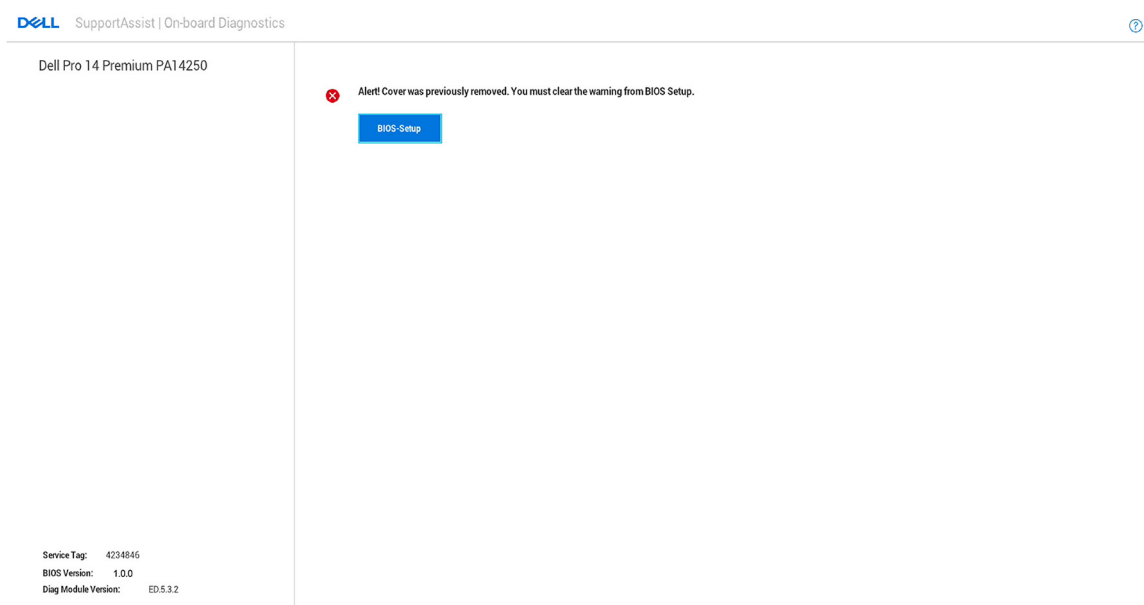 DELL SupportAssist | On-board Diagnostics
Dell Pro 14 Premium PA14250
Alert! Cover was previously removed. You must clear the warning from BIOS Setup.
BIOS-Setup
Service Tag: 4234846
BIOS Version: 1.0.0
Diag Module Version: ED.5.3.2